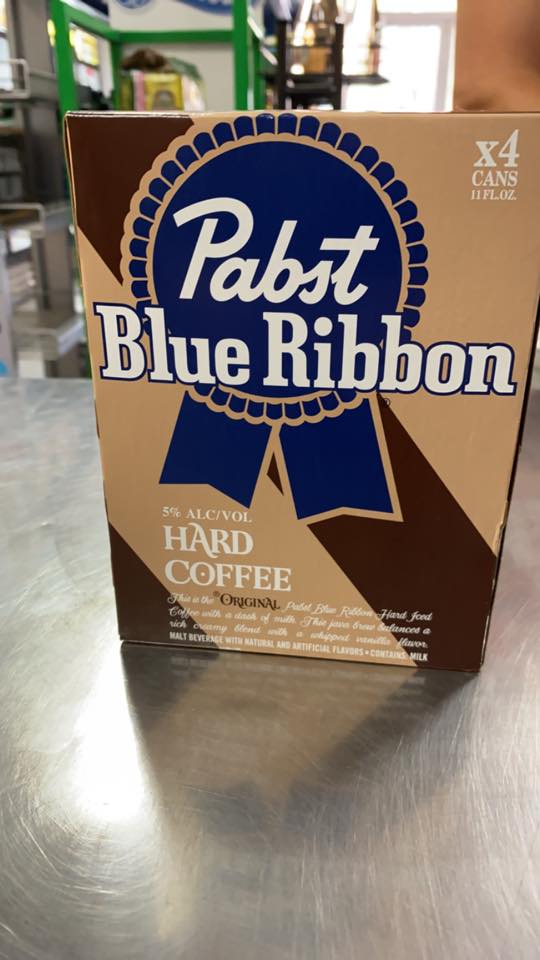 x4
CANS
11 FL.OZ.
Pabst
Blue Ribbon
®
5% ALC/VOL
HARD
COFFEE
This is the ®ORIGINAL Pabst Blue Ribbon Hard Iced
Coffee with a dash of milk. This java brew balances a
rich creamy blend with a whipped vanilla flavor.
MALT BEVERAGE WITH NATURAL AND ARTIFICIAL FLAVORS • CONTAINS: MILK